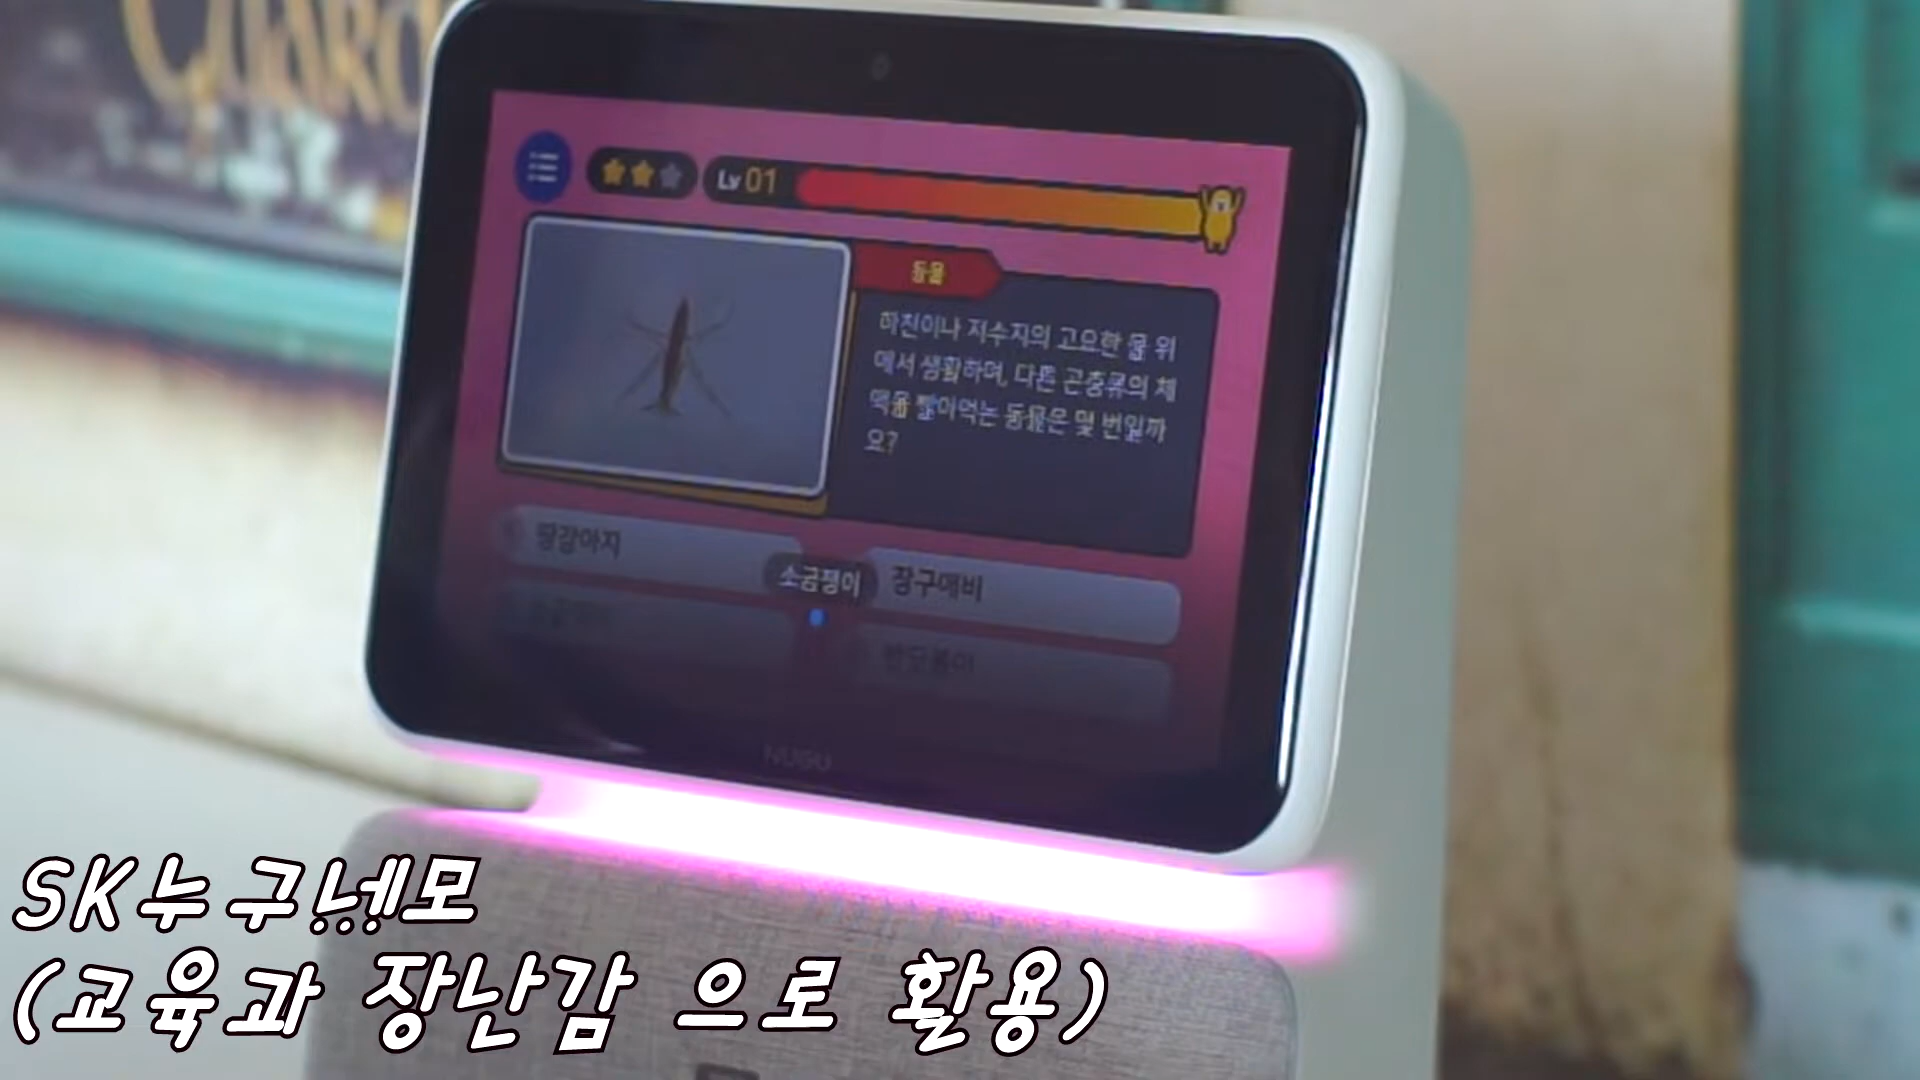 Lv 01
동물
하천이나 저수지의 고요한 물 위
에서 생활하며, 다른 곤충류의 체
액을 빨아먹는 동물은 몇 번일까
요?
땅강아지
장구애비
소금쟁이
NUGU
SK누구네모
(교육과 장난감 으로 활용)